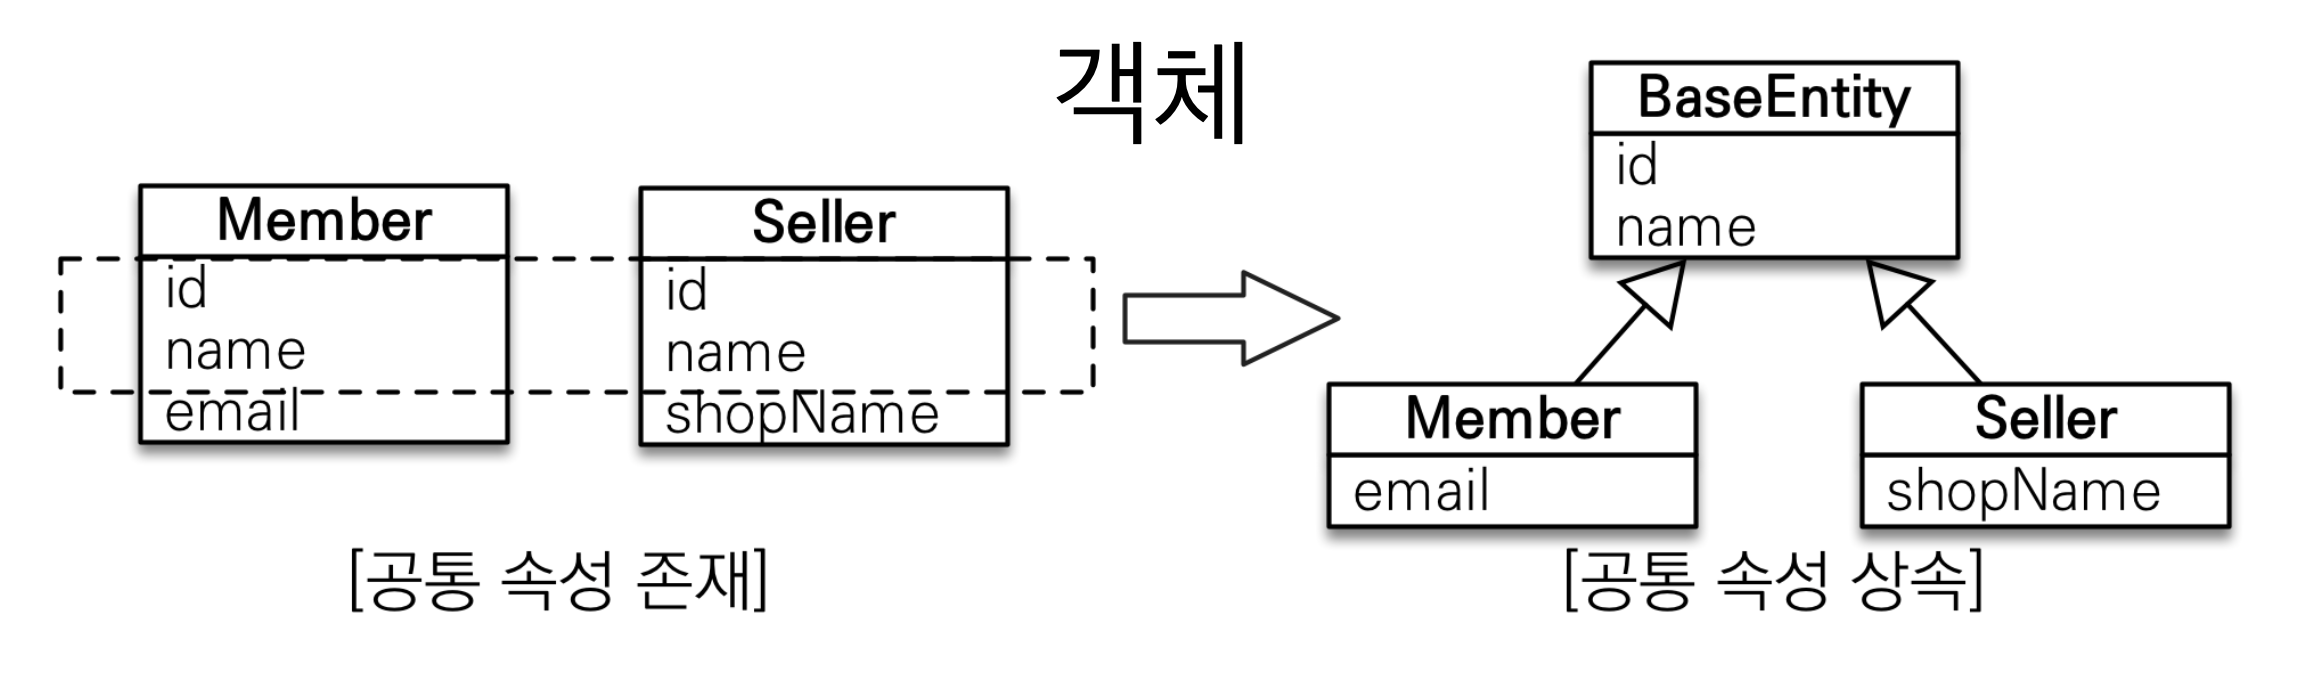 객체
Member
id
name
email
Seller
id
name
shopName
[공통 속성 존재]
BaseEntity
id
name
Member
email
Seller
shopName
[공통 속성 상속]